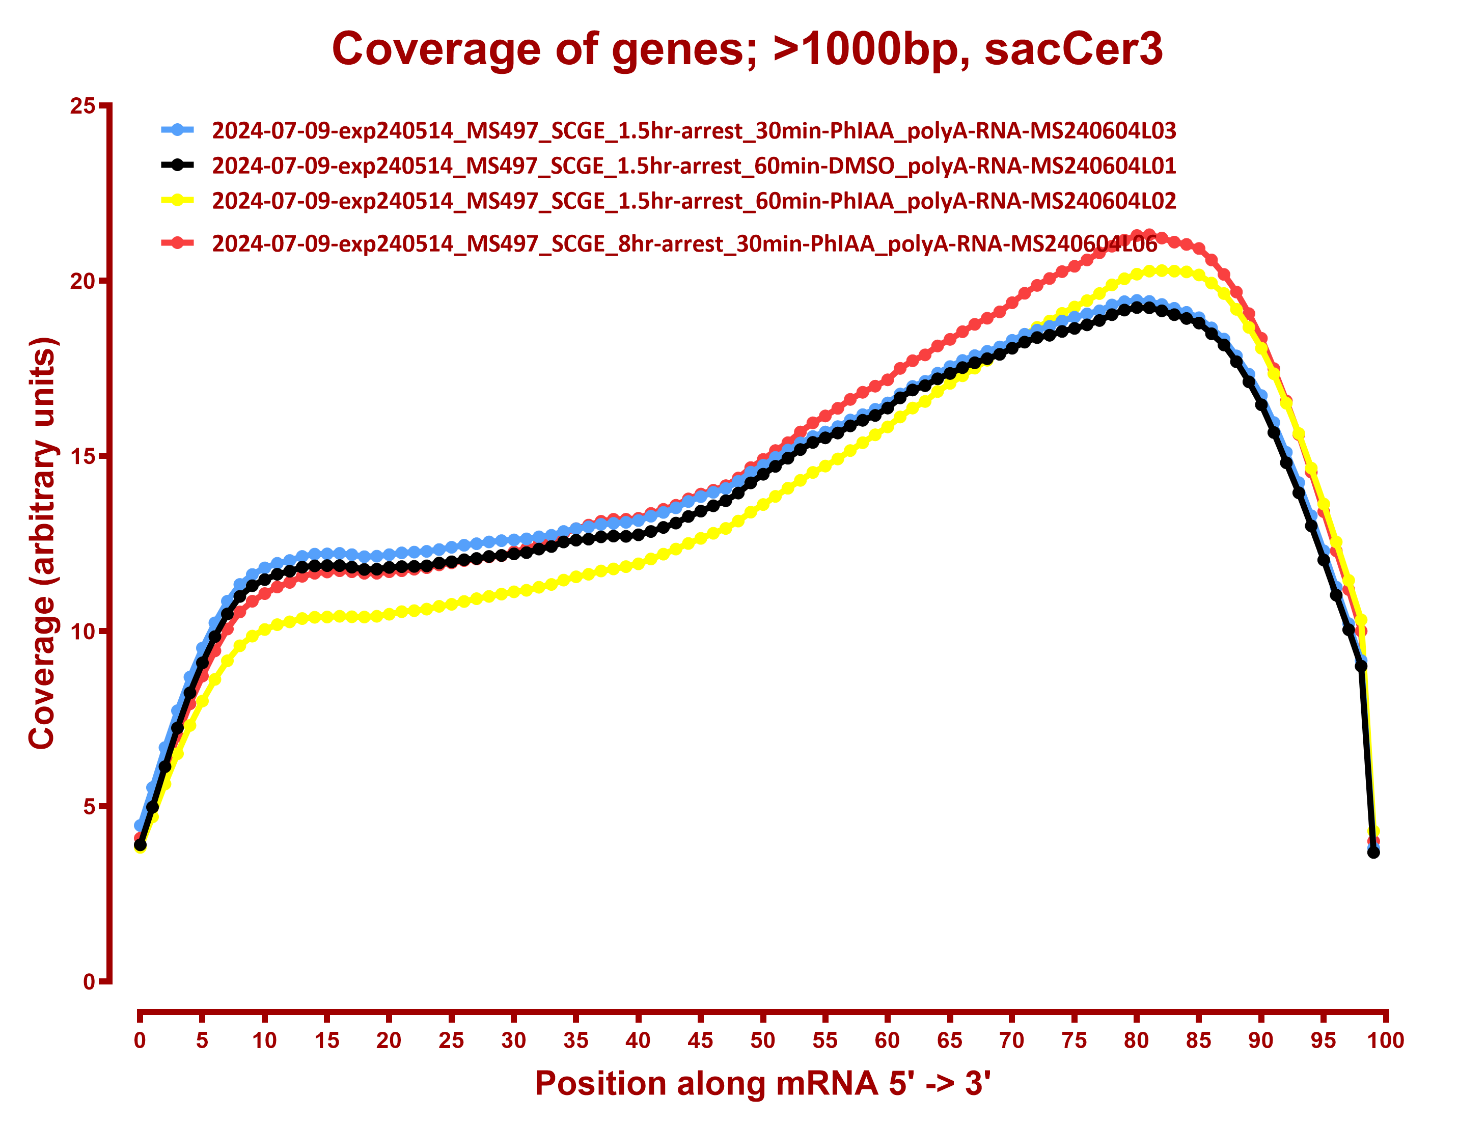 Coverage of genes; >1000bp, sacCer3
25
2024-07-09-exp240514_MS497_SCGE_1.5hr-arrest_30min-PhIAA_polyA-RNA-MS240604L03
2024-07-09-exp240514_MS497_SCGE_1.5hr-arrest_60min-DMSO_polyA-RNA-MS240604L01
2024-07-09-exp240514_MS497_SCGE_1.5hr-arrest_60min-PhIAA_polyA-RNA-MS240604L02
2024-07-09-exp240514_MS497_SCGE_8hr-arrest_30min-PhIAA_polyA-RNA-MS240604L06
20
15
10
5
0
Coverage (arbitrary units)
0 5 10 15 20 25 30 35 40 45 50 55 60 65 70 75 80 85 90 95 100
Position along mRNA 5' -> 3'